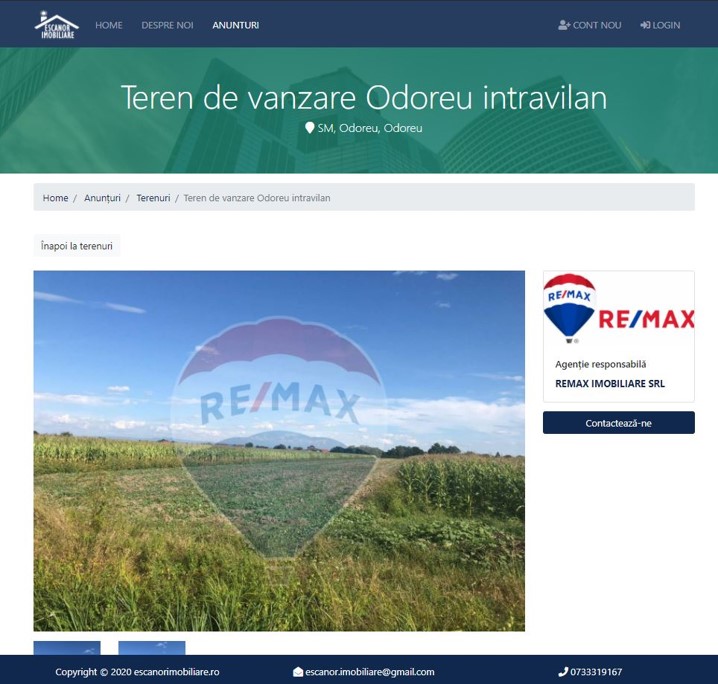 ESCANOR
IMOBILIARE
HOME
DESPRE NOI
ANUNTURI
CONT NOU
LOGIN
Teren de vanzare Odoreu intravilan
SM, Odoreu, Odoreu
Home / Anunțuri / Terenuri / Teren de vanzare Odoreu intravilan
Înapoi la terenuri
RE/MAX
RE/MAX
RE/MAX
Agenție responsabilă
REMAX IMOBILIARE SRL
Contactează-ne
Copyright © 2020 escanorimobiliare.ro
escanor.imobiliare@gmail.com
0733319167